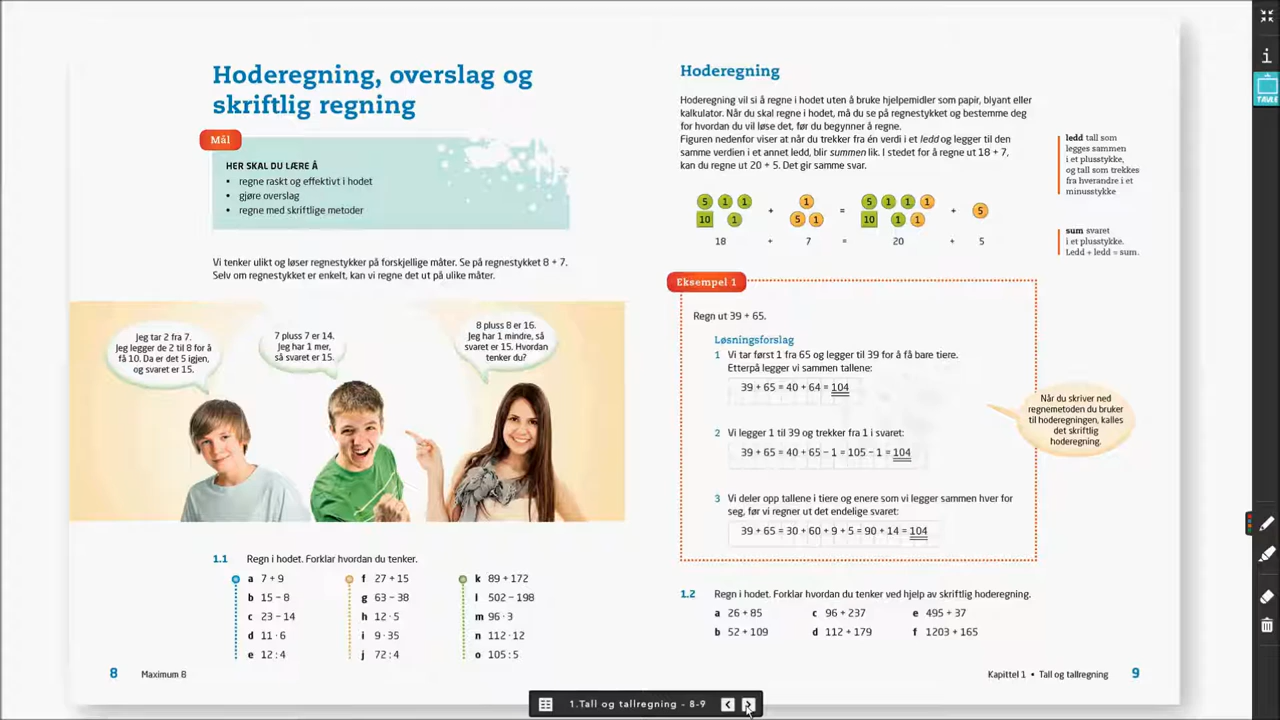 Hoderegning, overslag og
skriftlig regning
Mål
HER SKAL DU LÆRE Å
• regne raskt og effektivt i hodet
• gjøre overslag
• regne med skriftlige metoder
Vi tenker ulikt og løser regnestykker på forskjellige måter. Se på regnestykket 8 + 7.
Selv om regnestykket er enkelt, kan vi regne det ut på ulike måter.
Jeg tar 2 fra 7.
Jeg legger de 2 til 8 for å
få 10. Da er det 5 igjen,
og svaret er 15.
7 pluss 7 er 14.
Jeg har 1 mer,
så svaret er 15.
8 pluss 8 er 16.
Jeg har 1 mindre, så
svaret er 15. Hvordan
tenker du?
1.1 Regn i hodet. Forklar hvordan du tenker.
a 7 + 9 f 27 + 15 k 89 + 172
b 15 – 8 g 63 – 38 l 502 – 198
c 23 – 14 h 12 · 5 m 96 · 3
d 11 · 6 i 9 · 35 n 112 · 12
e 12 : 4 j 72 : 4 o 105 : 5
8 Maximum 8
Hoderegning
Hoderegning vil si å regne i hodet uten å bruke hjelpemidler som papir, blyant eller
kalkulator. Når du skal regne i hodet, må du se på regnestykket og bestemme deg
for hvordan du vil løse det, før du begynner å regne.
Figuren nedenfor viser at når du trekker fra én verdi i et ledd og legger til den
samme verdien i et annet ledd, blir summen lik. I stedet for å regne ut 18 + 7,
kan du regne ut 20 + 5. Det gir samme svar.
ledd tall som
legges sammen
i et plusstykke,
og tall som trekkes
fra hverandre i et
minusstykke
sum svaret
i et plusstykke.
Ledd + ledd = sum.
5 1 1 1 5 1 1 1
+ = + 5
10 1 5 1 10 1 1
18 + 7 = 20 + 5
Eksempel 1
Regn ut 39 + 65.
Løsningsforslag
1 Vi tar først 1 fra 65 og legger til 39 for å få bare tiere.
Etterpå legger vi sammen tallene:
39 + 65 = 40 + 64 = 104
2 Vi legger 1 til 39 og trekker fra 1 i svaret:
39 + 65 = 40 + 65 – 1 = 105 – 1 = 104
3 Vi deler opp tallene i tiere og enere som vi legger sammen hver for
seg, før vi regner ut det endelige svaret:
39 + 65 = 30 + 60 + 9 + 5 = 90 + 14 = 104
Når du skriver ned
regnemetoden du bruker
til hoderegningen, kalles
det skriftlig
hoderegning.
1.2 Regn i hodet. Forklar hvordan du tenker ved hjelp av skriftlig hoderegning.
a 26 + 85 c 96 + 237 e 495 + 37
b 52 + 109 d 112 + 179 f 1203 + 165
Kapittel 1 • Tall og tallregning 9
1.Tall og tallregning - 8-9
i
TAVLE